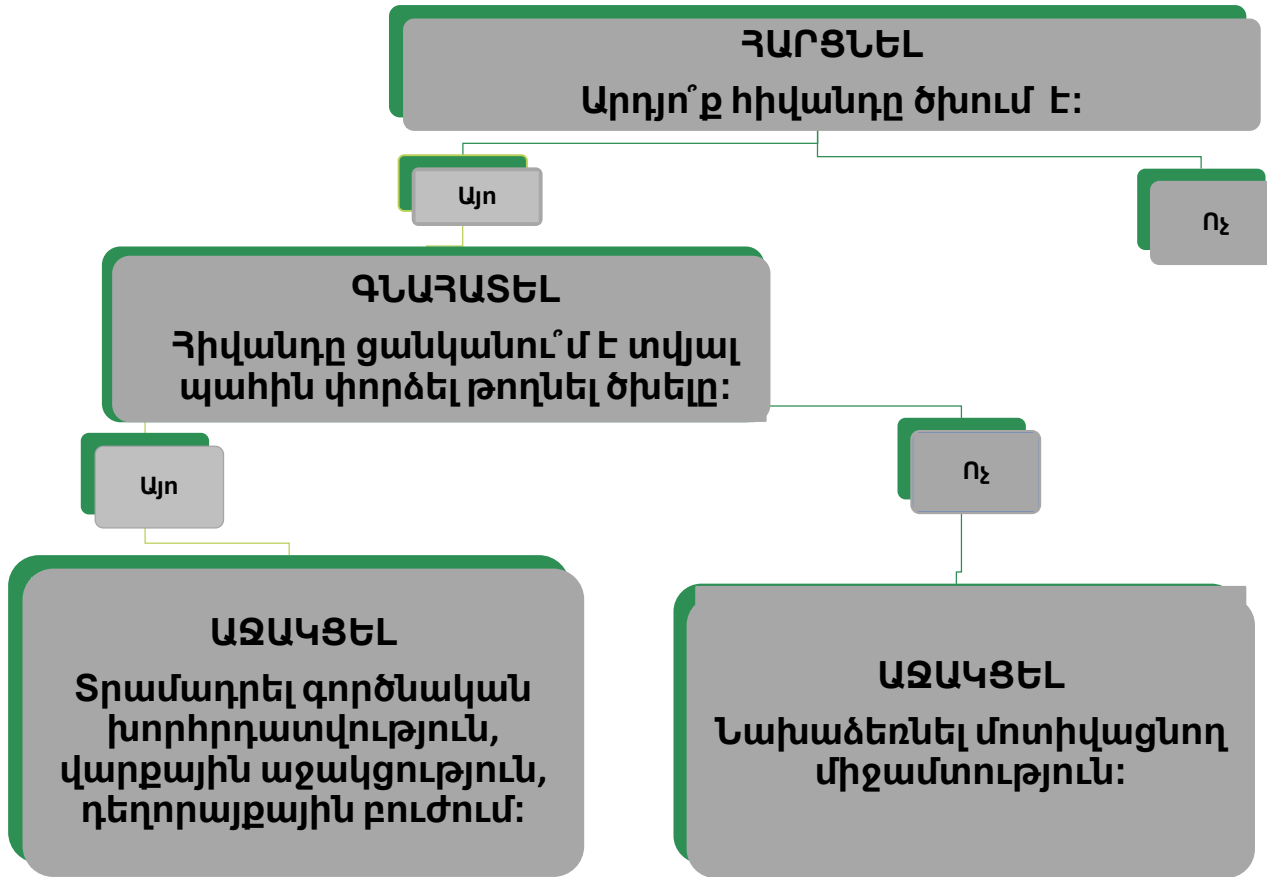 ՀԱՐՑՆԵԼ
Արդյո՞ք հիվանդը ծխում է:
Այո
Ոչ
ԳՆԱՀԱՏԵԼ
Հիվանդը ցանկանու՞մ է տվյալ
պահին փորձել թողնել ծխելը:
Այո
Ոչ
ԱՋԱԿՑԵԼ
Տրամադրել գործնական
խորհրդատվություն,
վարքային աջակցություն,
դեղորայքային բուժում:
ԱՋԱԿՑԵԼ
Նախաձեռնել մոտիվացնող
միջամտություն: